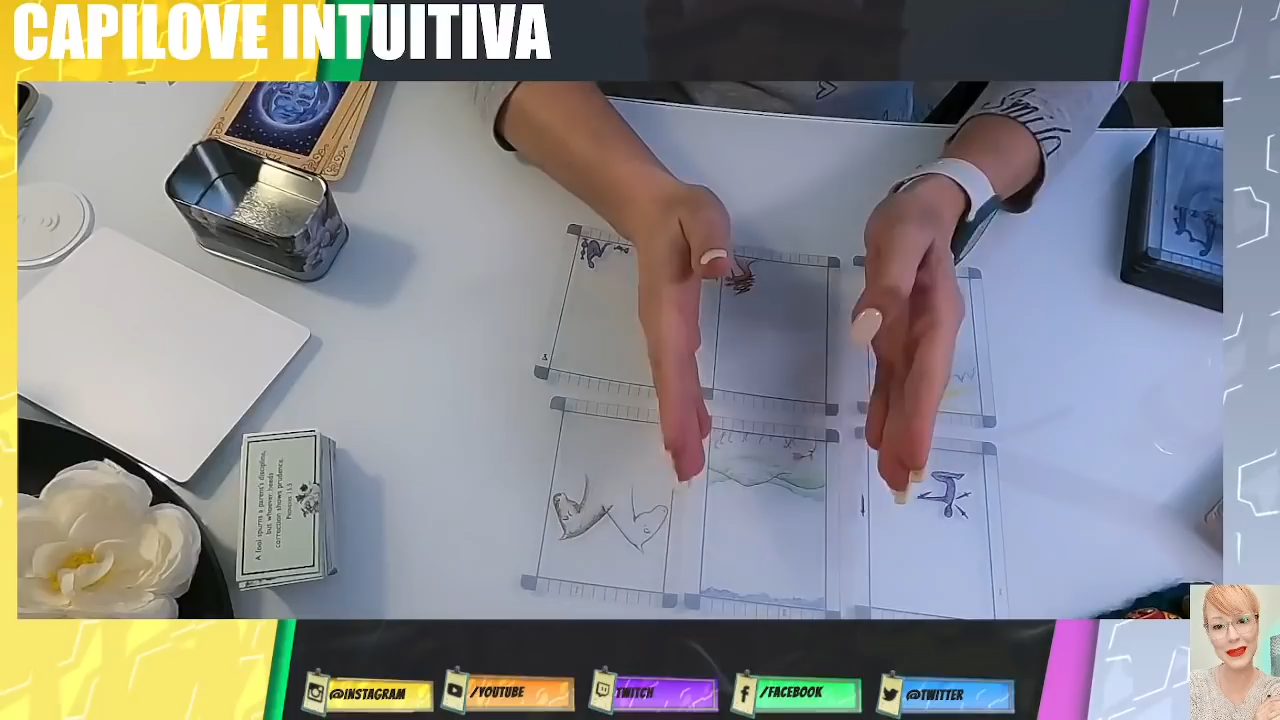 CAPILOVE INTUITIVA
Smile
A fool spurns a parent's discipline,
but whoever heeds
correction shows prudence.
Proverbs 15:5
@INSTAGRAM
/YOUTUBE
TWITCH
/FACEBOOK
@TWITTER